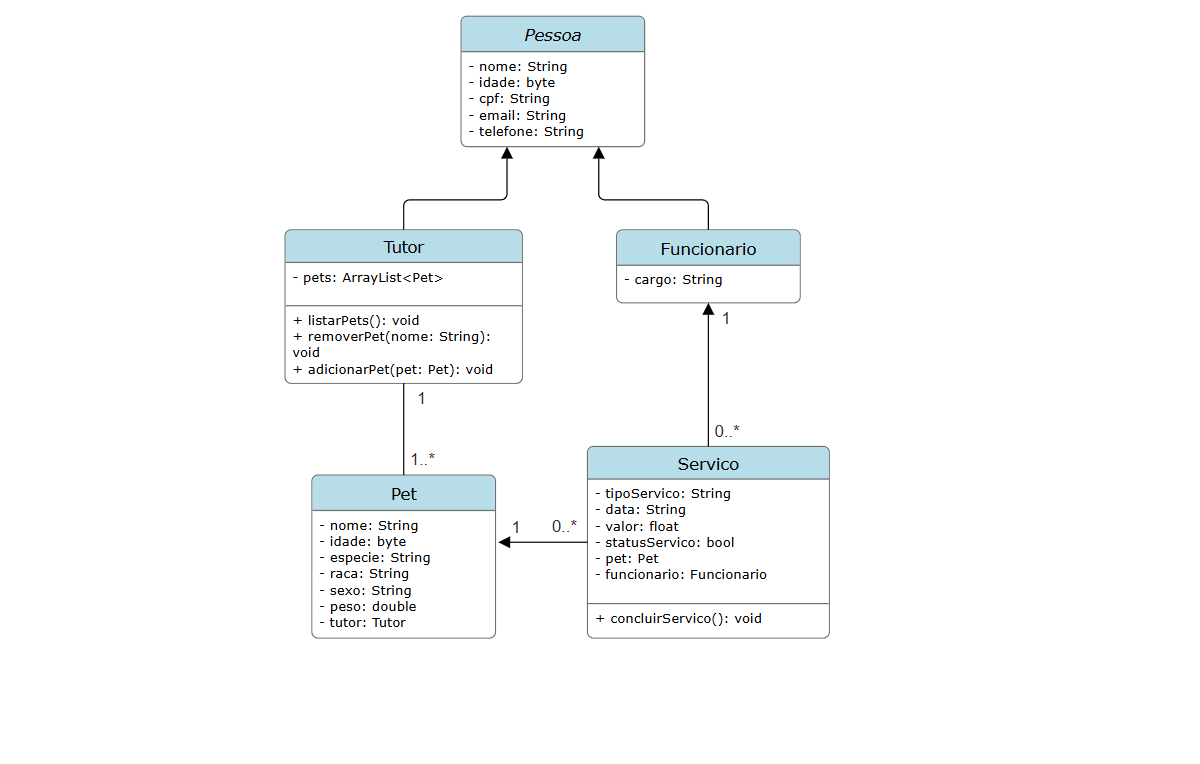 Pessoa
- nome: String
- idade: byte
- cpf: String
- email: String
- telefone: String
Tutor
- pets: ArrayList<Pet>
+ listarPets(): void
+ removerPet(nome: String):
void
+ adicionarPet(pet: Pet): void
Funcionario
- cargo: String
1
0..*
1
1..*
Pet
- nome: String
- idade: byte
- especie: String
- raca: String
- sexo: String
- peso: double
- tutor: Tutor
1
0..*
Servico
- tipoServico: String
- data: String
- valor: float
- statusServico: bool
- pet: Pet
- funcionario: Funcionario
+ concluirServico(): void